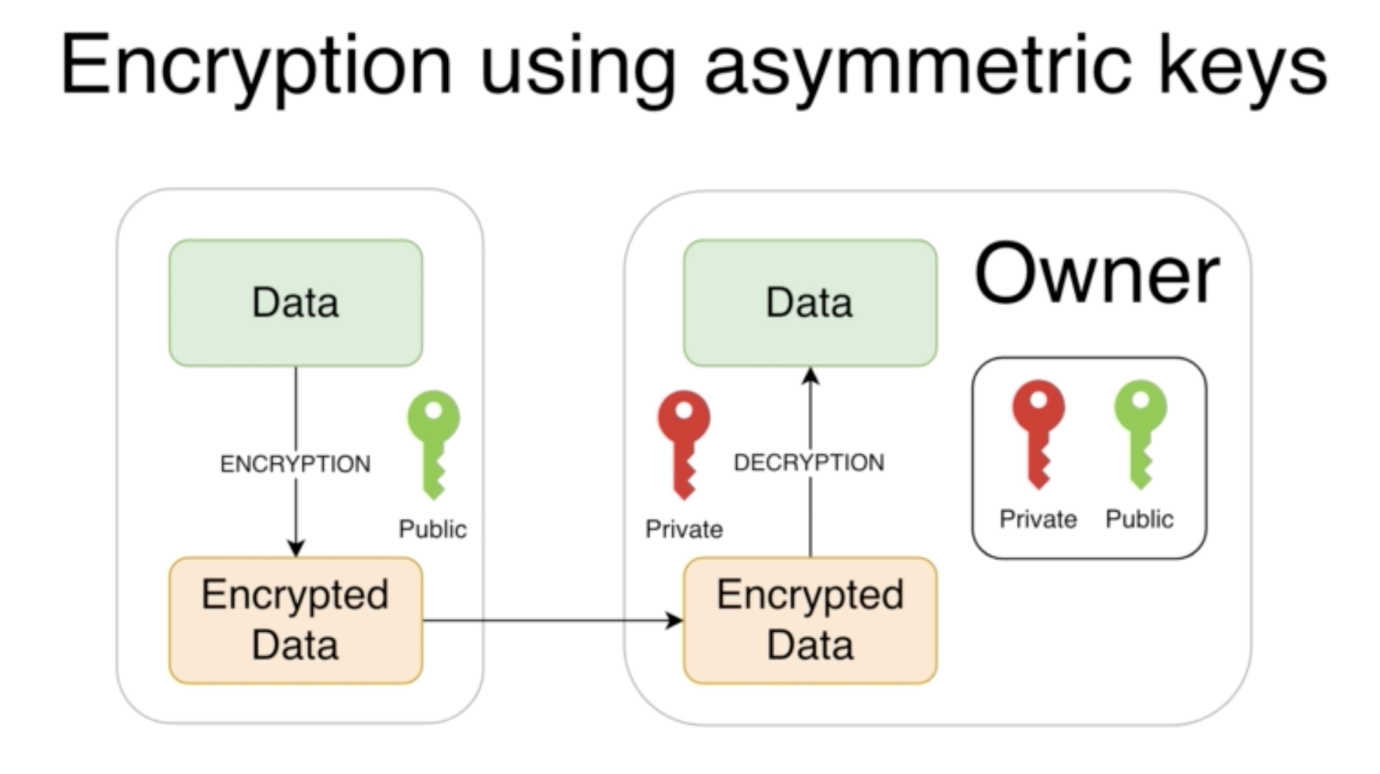 Encryption using asymmetric keys
Data
ENCRYPTION
Public
Encrypted
Data
Owner
Data
Private
DECRYPTION
Encrypted
Data
Private
Public